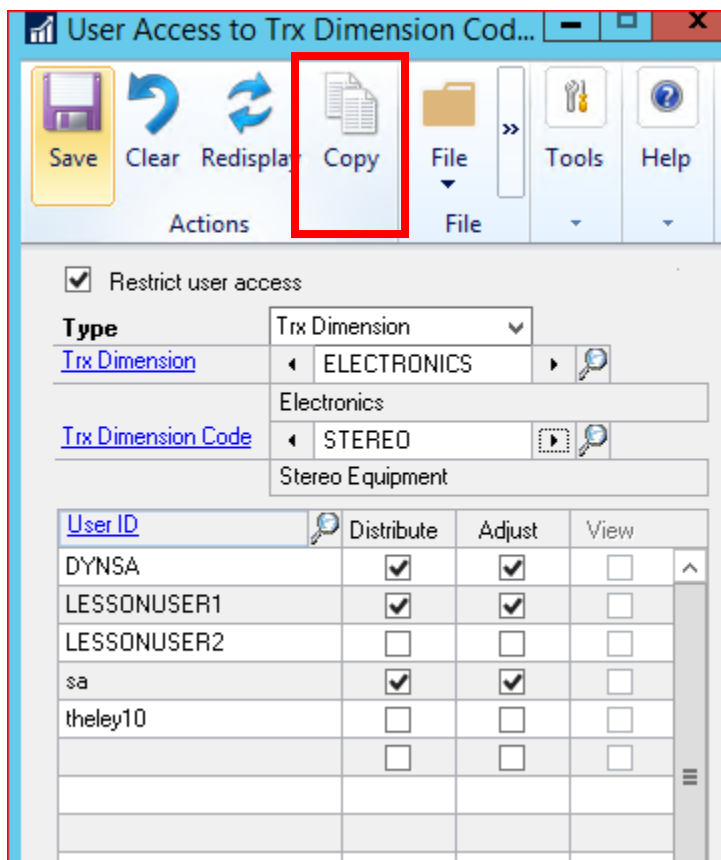 User Access to Trx Dimension Cod...
Save Clear Redisplay Copy File Tools Help
Actions File
Restrict user access
Type Trx Dimension
Trx Dimension ELECTRONICS
Electronics
Trx Dimension Code STEREO
Stereo Equipment
User ID Distribute Adjust View
DYNSA
LESSONUSER1
LESSONUSER2
sa
theley10